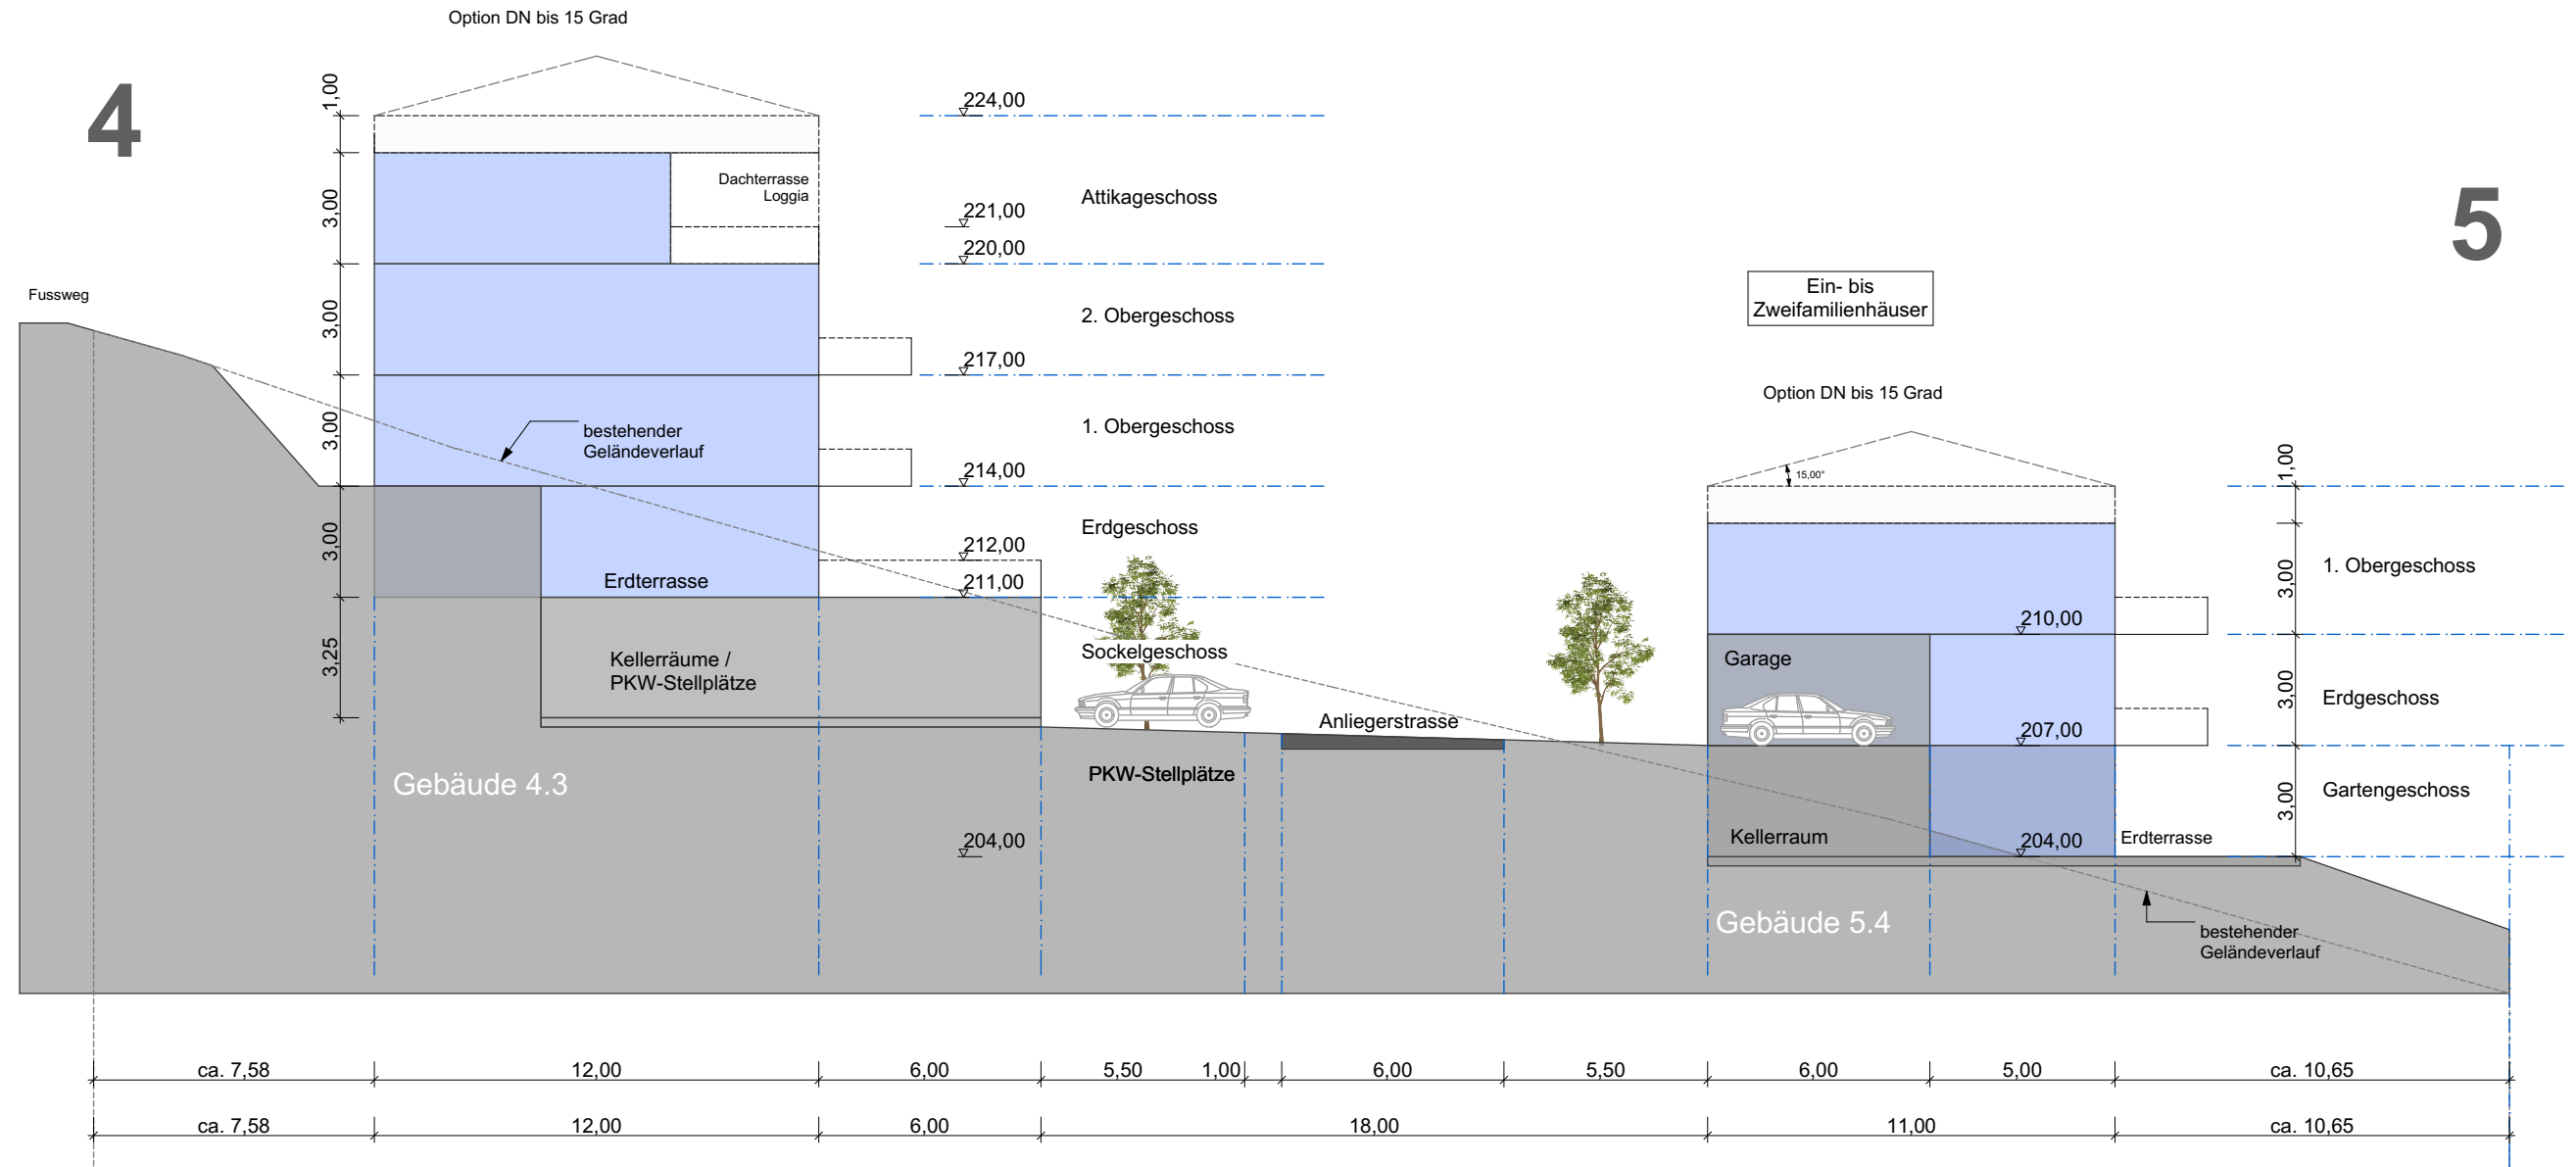 Option DN bis 15 Grad
4
5
1,00
3,00
3,00
3,00
3,00
3,25
Dachterrasse
Loggia
Fussweg
bestehender
Geländeverlauf
Erdterrasse
Kellerräume /
PKW-Stellplätze
Gebäude 4.3
224,00
221,00
220,00
217,00
214,00
212,00
211,00
204,00
Attikageschoss
2. Obergeschoss
1. Obergeschoss
Erdgeschoss
Sockelgeschoss
PKW-Stellplätze
Anliegerstrasse
Ein- bis
Zweifamilienhäuser
Option DN bis 15 Grad
15,00°
210,00
Garage
207,00
Kellerraum
204,00
Erdterrasse
Gebäude 5.4
bestehender
Geländeverlauf
1,00
3,00
3,00
3,00
1. Obergeschoss
Erdgeschoss
Gartengeschoss
ca. 7,58 12,00 6,00 5,50 1,00 6,00 5,50 6,00 5,00 ca. 10,65
ca. 7,58 12,00 6,00 18,00 11,00 ca. 10,65